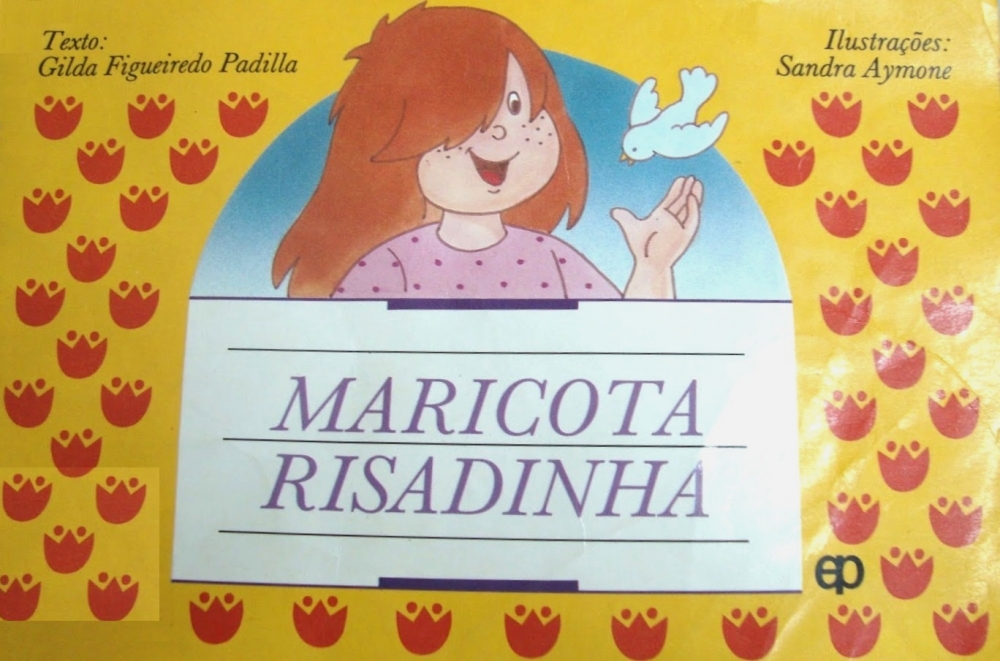 Texto:
Gilda Figueiredo Padilla
Ilustrações:
Sandra Aymone
MARICOTA
RISADINHA
ep